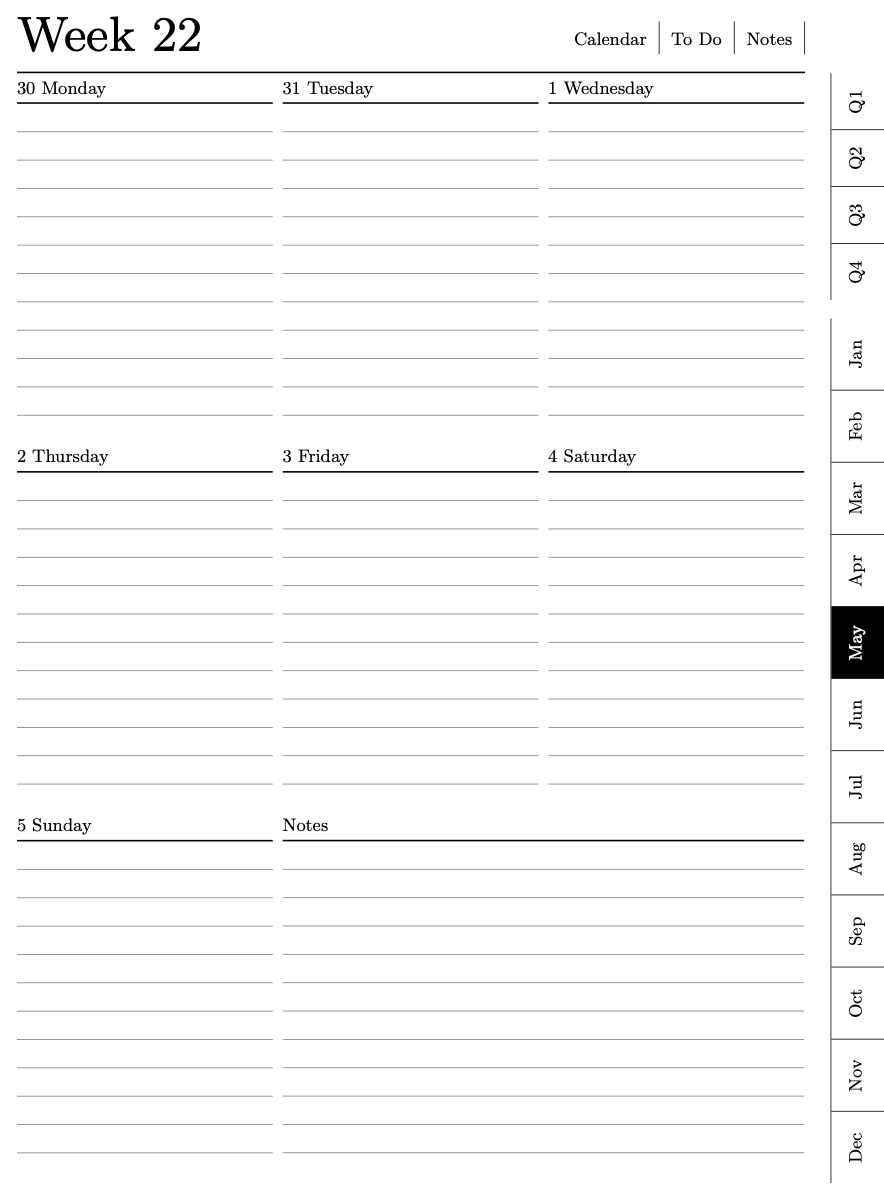 Week 22
Calendar
To Do
Notes
30 Monday
31 Tuesday
1 Wednesday
2 Thursday
3 Friday
4 Saturday
5 Sunday
Notes
Q1
Q2
Q3
Q4
Jan
Feb
Mar
Apr
May
Jun
Jul
Aug
Sep
Oct
Nov
Dec